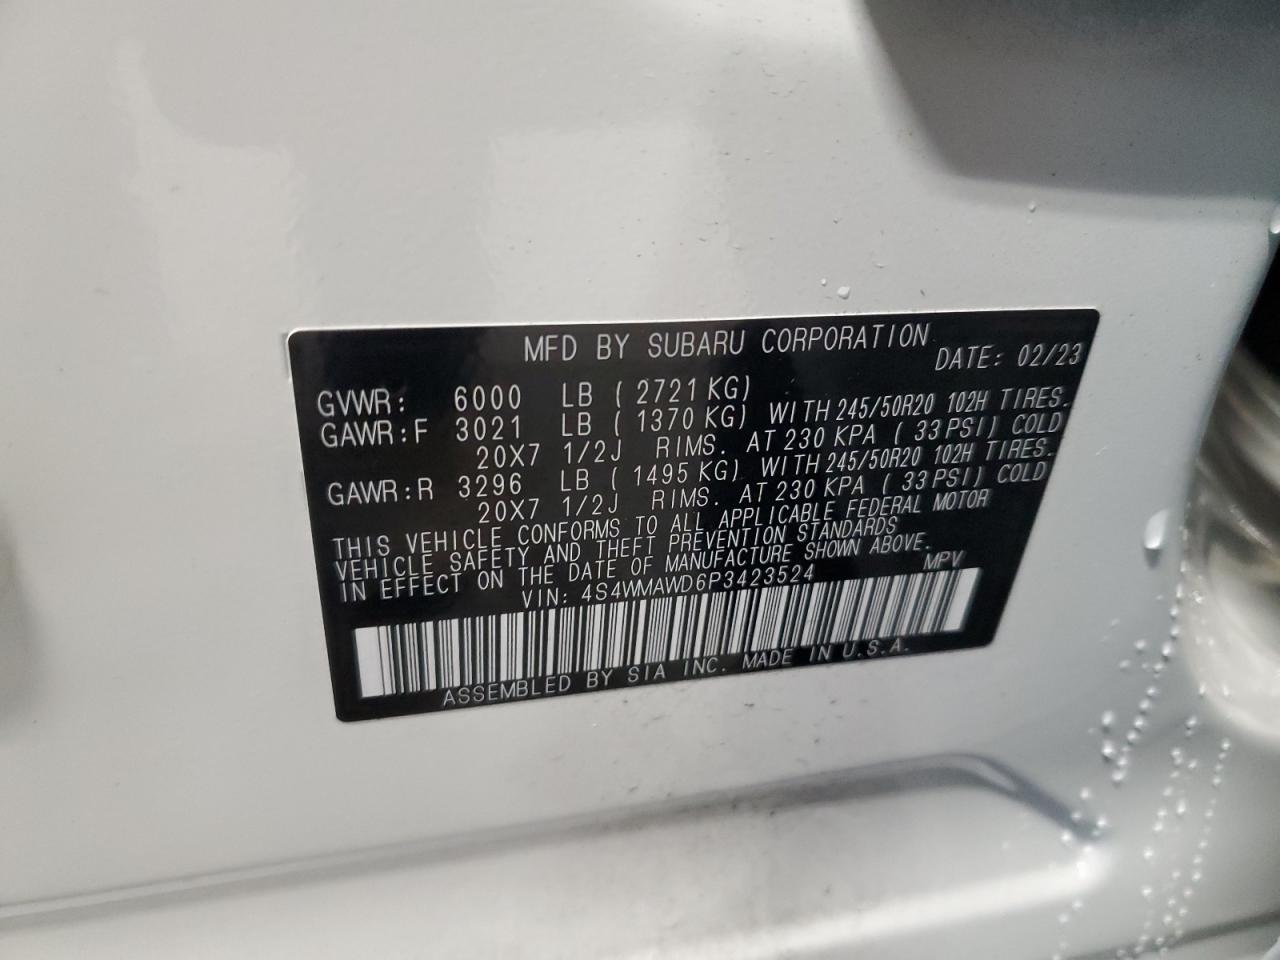 MFD BY SUBARU CORPORATION DATE: 02/23
GVWR: 6000 LB ( 2721 KG)
GAWR:F 3021 LB ( 1370 KG) WITH 245/50R20 102H TIRES.
20X7 1/2J RIMS. AT 230 KPA ( 33 PSI) COLD
GAWR:R 3296 LB ( 1495 KG) WITH 245/50R20 102H TIRES.
20X7 1/2J RIMS. AT 230 KPA ( 33 PSI) COLD
THIS VEHICLE CONFORMS TO ALL APPLICABLE FEDERAL MOTOR
VEHICLE SAFETY AND THEFT PREVENTION STANDARDS
IN EFFECT ON THE DATE OF MANUFACTURE SHOWN ABOVE.
VIN: 4S4WMAWD6P3423524 MPV
ASSEMBLED BY SIA INC. MADE IN U.S.A.